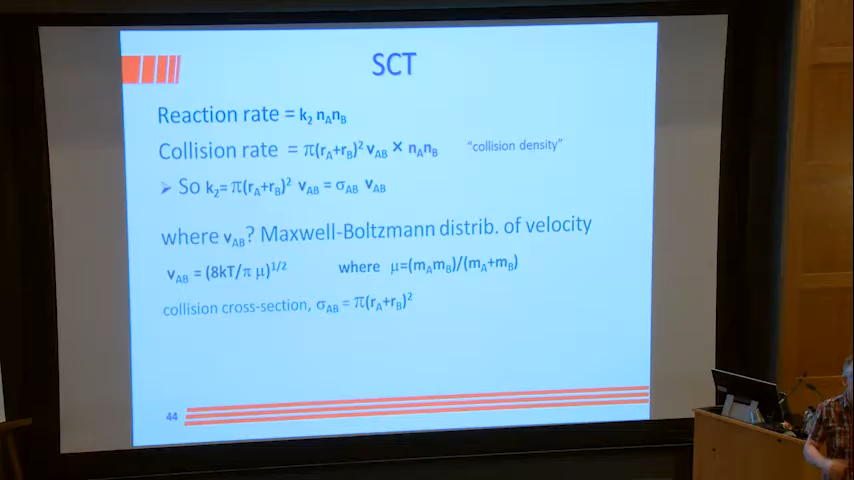 SCT
Reaction rate = k₂ nₐn_B
Collision rate = π(r_A+r_B)² v_AB × n_An_B "collision density"
➢ So k₂= π(r_A+r_B)² v_AB = σ_AB v_AB
where v_AB? Maxwell-Boltzmann distrib. of velocity
v_AB = (8kT/π μ)^1/2 where μ=(m_Am_B)/(m_A+m_B)
collision cross-section, σ_AB = π(r_A+r_B)²
44